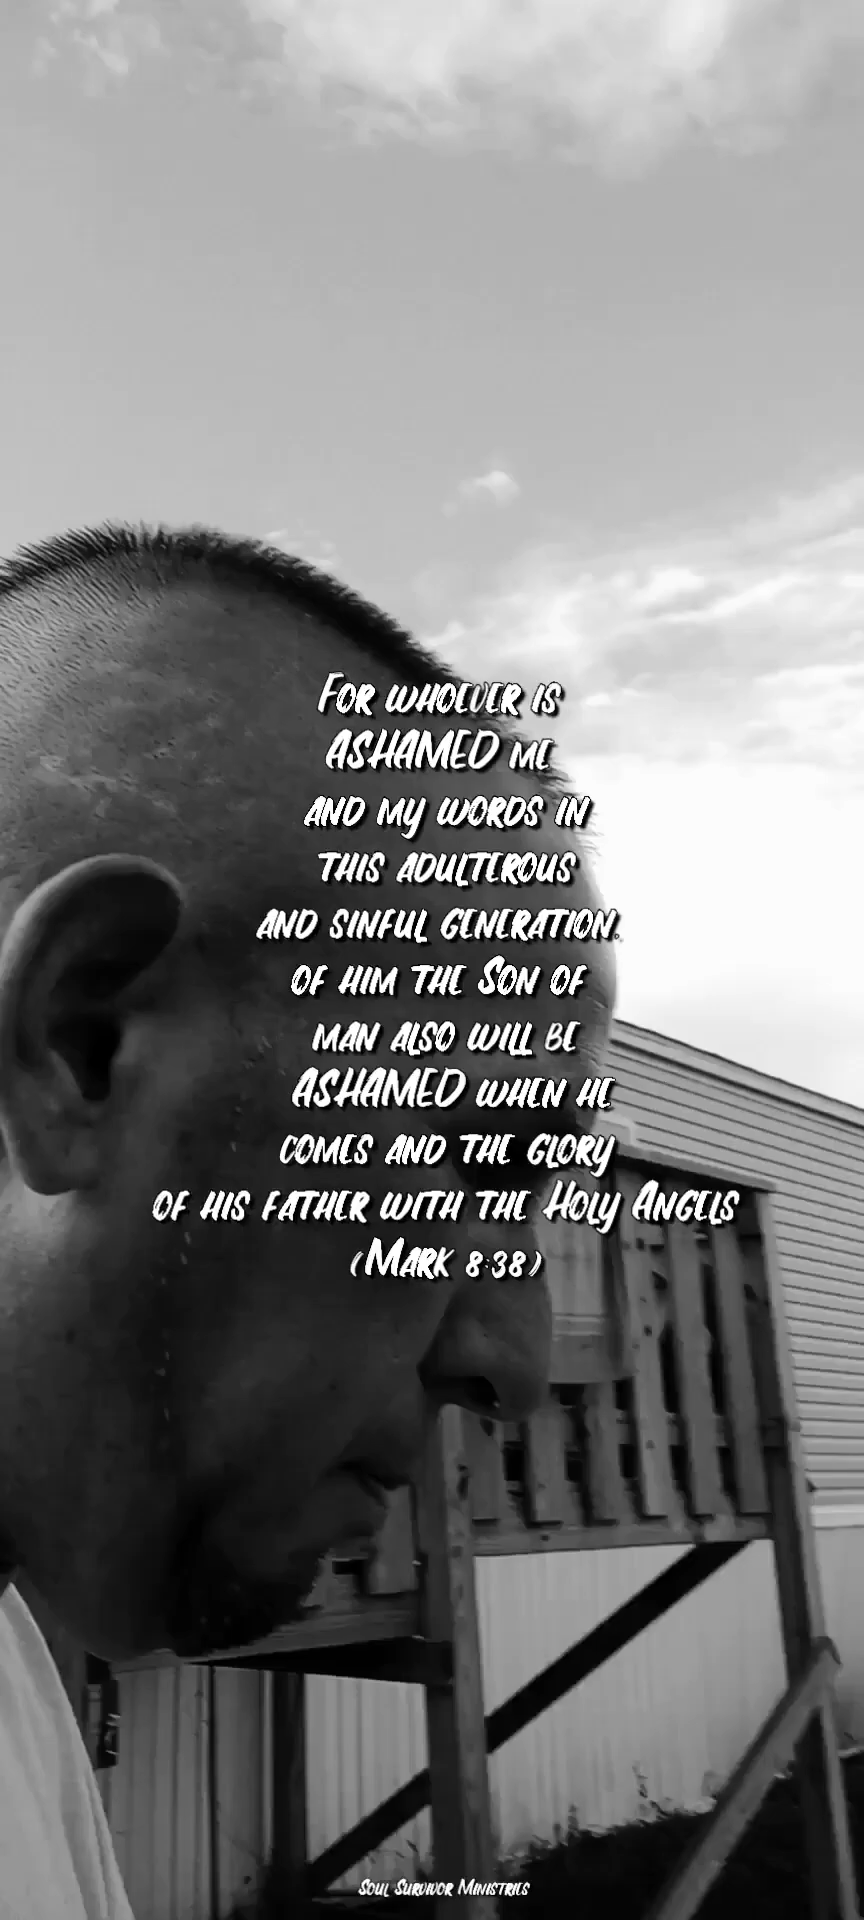 For whoever is
ASHAMED me
and my words in
this adulterous
and sinful generation.
of him the Son of
man also will be
ASHAMED when he
comes and the glory
of his father with the Holy Angels
(Mark 8:38)
Soul Survivor Ministries